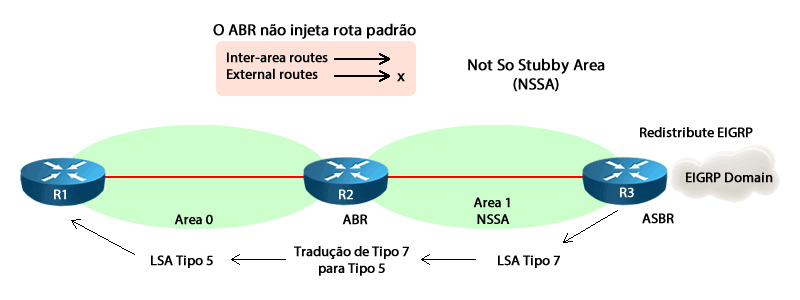 O ABR não injeta rota padrão
Inter-area routes
External routes
x
Not So Stubby Area
(NSSA)
Redistribute EIGRP
EIGRP Domain
R1
R2
R3
Area 0
ABR
Area 1
NSSA
ASBR
LSA Tipo 5
Tradução de Tipo 7
para Tipo 5
LSA Tipo 7